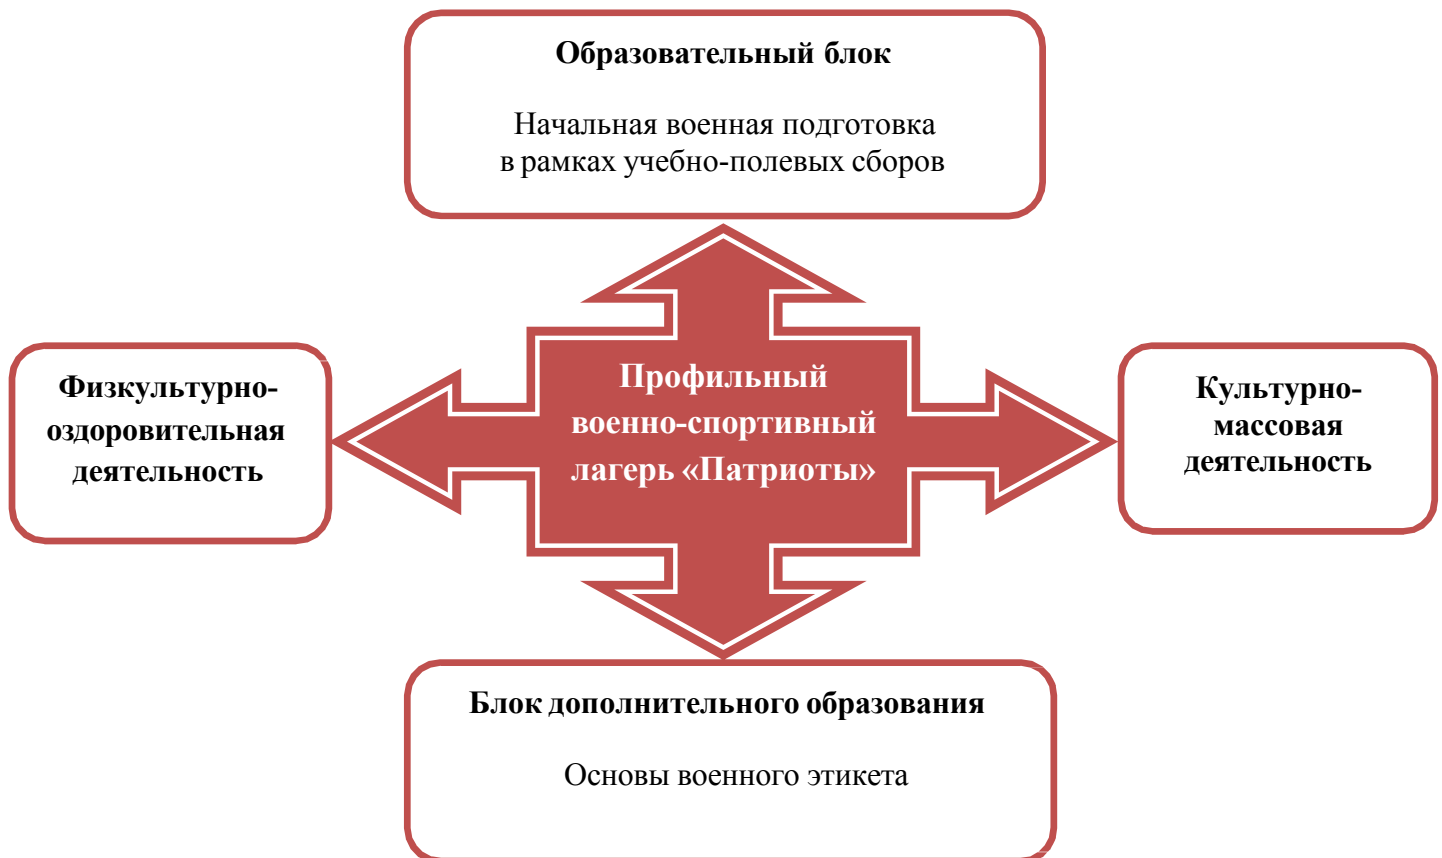 Образовательный блок
Начальная военная подготовка
в рамках учебно-полевых сборов
Физкультурно-
оздоровительная
деятельность
Профильный
военно-спортивный
лагерь «Патриоты»
Культурно-
массовая
деятельность
Блок дополнительного образования
Основы военного этикета